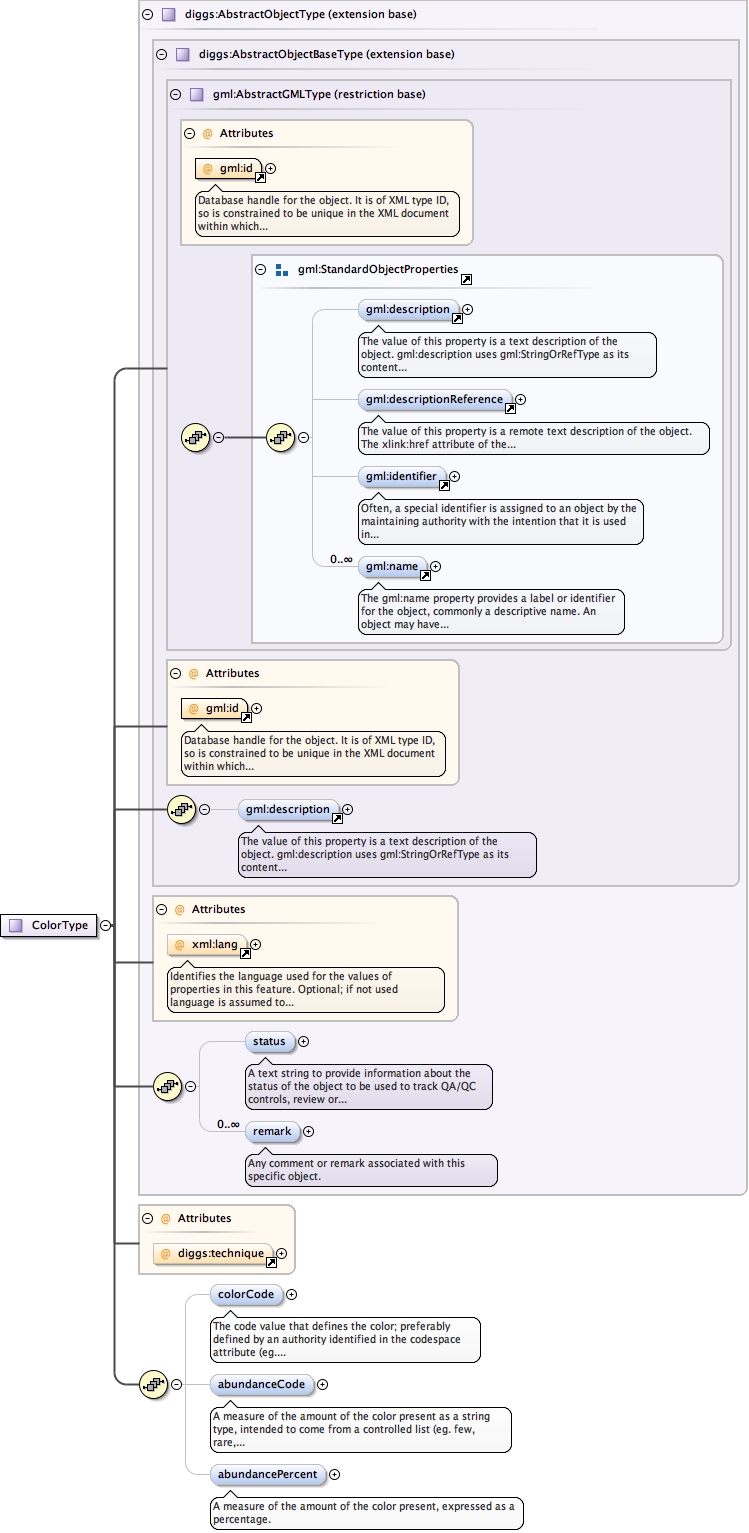 diggs:AbstractObjectType (extension base)
diggs:AbstractObjectBaseType (extension base)
gml:AbstractGMLType (restriction base)
@ Attributes
@ gml:id
Database handle for the object. It is of XML type ID,
so is constrained to be unique in the XML document
within which...
gml:StandardObjectProperties
gml:description
The value of this property is a text description of the
object. gml:description uses gml:StringOrRefType as its
content...
gml:descriptionReference
The value of this property is a remote text description of the object.
The xlink:href attribute of the...
gml:identifier
Often, a special identifier is assigned to an object by the
maintaining authority with the intention that it is used
in...
0..∞
gml:name
The gml:name property provides a label or identifier
for the object, commonly a descriptive name. An
object may have...
@ Attributes
@ gml:id
Database handle for the object. It is of XML type ID,
so is constrained to be unique in the XML document
within which...
gml:description
The value of this property is a text description of the
object. gml:description uses gml:StringOrRefType as its
content...
ColorType
@ Attributes
@ xml:lang
Identifies the language used for the values of
properties in this feature. Optional; if not used
language is assumed to...
status
A text string to provide information about the
status of the object to be used to track QA/QC
controls, review or...
0..∞
remark
Any comment or remark associated with this
specific object.
@ Attributes
@ diggs:technique
colorCode
The code value that defines the color; preferably
defined by an authority identified in the codespace
attribute (eg....
abundanceCode
A measure of the amount of the color present as a string
type, intended to come from a controlled list (eg. few,
rare,...
abundancePercent
A measure of the amount of the color present, expressed as a
percentage.